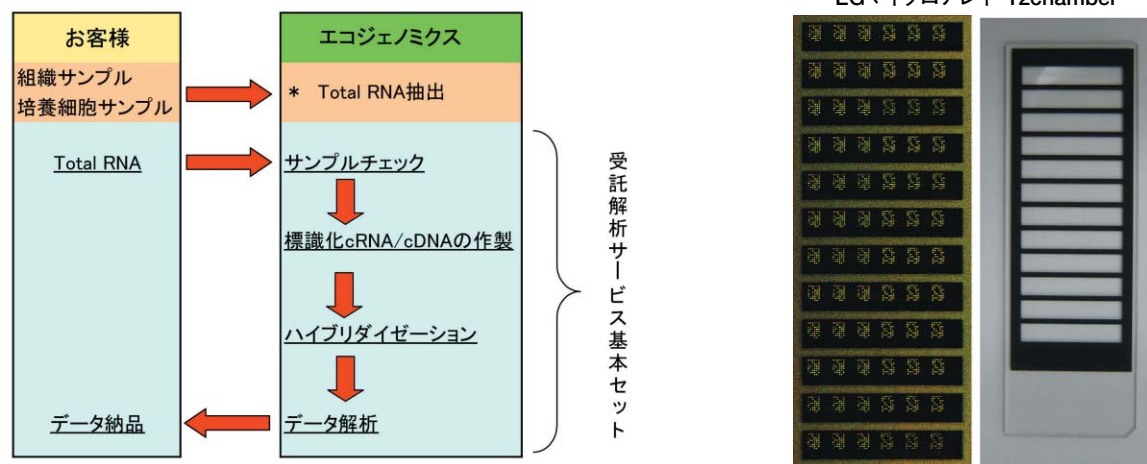 お客様
エコジェノミクス
組織サンプル
培養細胞サンプル
* Total RNA抽出
Total RNA
サンプルチェック
標識化cRNA/cDNAの作製
ハイブリダイゼーション
データ納品
データ解析
受託解析サービス基本セット
EGマイクロアレイ 12chamber